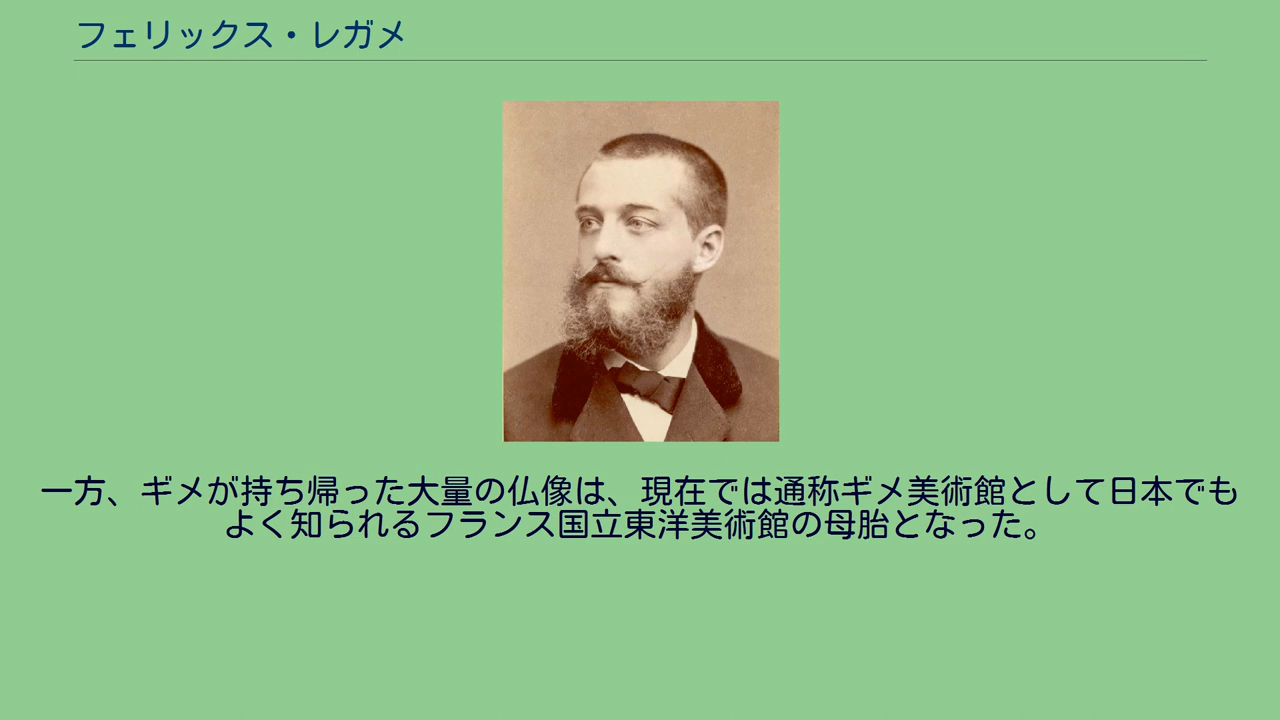 フェリックス・レガメ
一方、ギメが持ち帰った大量の仏像は、現在では通称ギメ美術館として日本でも
よく知られるフランス国立東洋美術館の母胎となった。